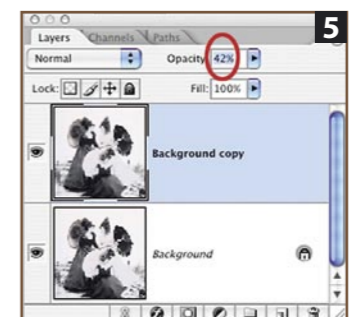 5
Layers Channels Paths
Normal Opacity: 42%
Lock: Fill: 100%
Background copy
Background